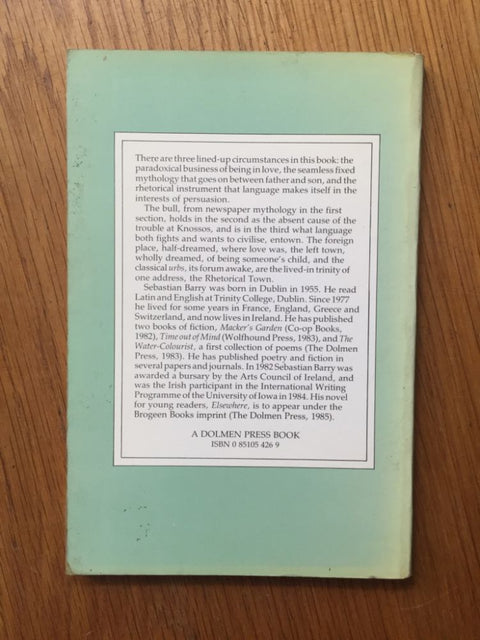 There are three lined-up circumstances in this book: the
paradoxical business of being in love, the seamless fixed
mythology that goes on between father and son, and the
rhetorical instrument that language makes itself in the
interests of persuasion.
The bull, from newspaper mythology in the first
section, holds in the second as the absent cause of the
trouble at Knossos, and is in the third what language
both fights and wants to civilise, entown. The foreign
place, half-dreamed, where love was, the left town,
wholly dreamed, of being someone's child, and the
classical urbs, its forum awake, are the lived-in trinity of
one address, the Rhetorical Town.
Sebastian Barry was born in Dublin in 1955. He read
Latin and English at Trinity College, Dublin. Since 1977
he lived for some years in France, England, Greece and
Switzerland, and now lives in Ireland. He has published
two books of fiction, Macker's Garden (Co-op Books,
1982), Time out of Mind (Wolfhound Press, 1983), and The
Water-Colourist, a first collection of poems (The Dolmen
Press, 1983). He has published poetry and fiction in
several papers and journals. In 1982 Sebastian Barry was
awarded a bursary by the Arts Council of Ireland, and
was the Irish participant in the International Writing
Programme of the University of Iowa in 1984. His novel
for young readers, Elsewhere, is to appear under the
Brogeen Books imprint (The Dolmen Press, 1985).
A DOLMEN PRESS BOOK
ISBN 0 85105 426 9